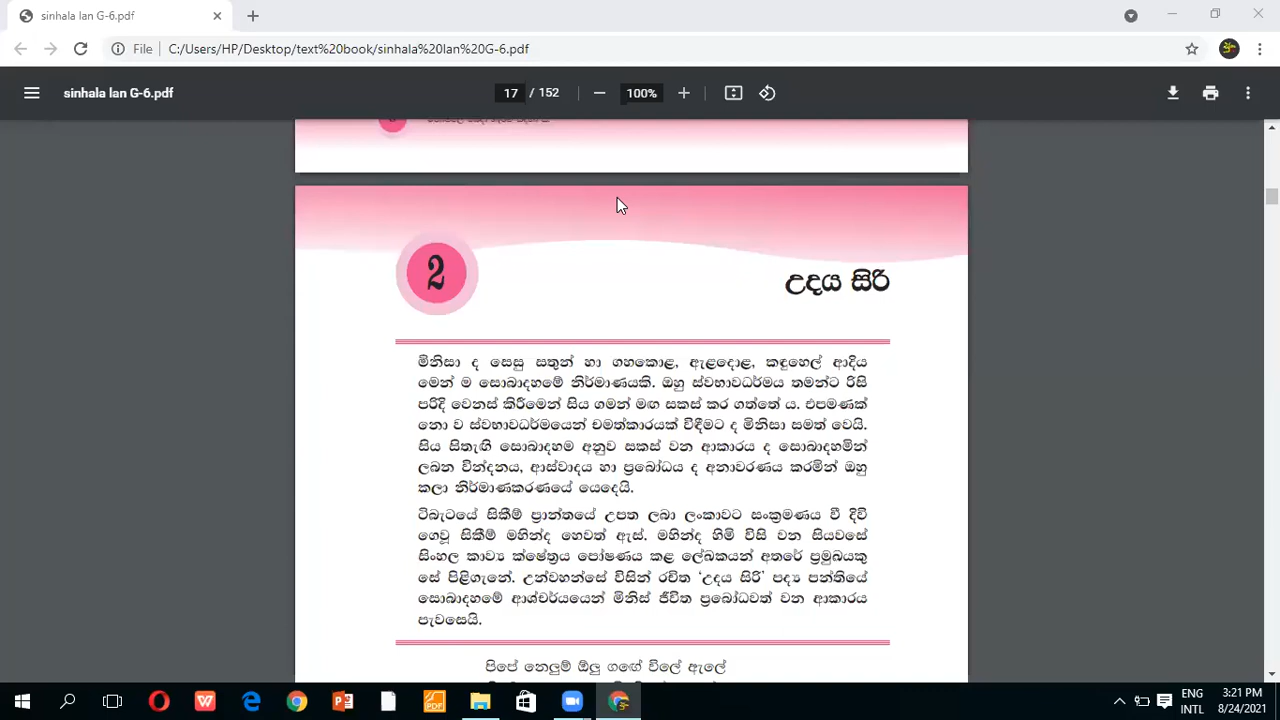 sinhala lan G-6.pdf
File
C:/Users/HP/Desktop/text%20book/sinhala%20lan%20G-6.pdf
sinhala lan G-6.pdf
17 / 152
100%
2
උදය සිරි
මිනිසා ද සෙසු සතුන් හා ගහකොළ, ඇළදොළ, කඳුහෙල් ආදිය
මෙන් ම සොබාදහමේ නිර්මාණයකි. ඔහු ස්වභාවධර්මය තමන්ට රිසි
පරිදි වෙනස් කිරීමෙන් සිය ගමන් මඟ සකස් කර ගත්තේ ය. එපමණක්
නො ව ස්වභාවධර්මයෙන් චමත්කාරයක් විඳීමට ද මිනිසා සමත් වෙයි.
සිය සිතැඟි සොබාදහම අනුව සකස් වන ආකාරය ද සොබාදහමින්
ලබන වින්දනය, ආස්වාදය හා ප්‍රබෝධය ද අනාවරණය කරමින් ඔහු
කලා නිර්මාණකරණයේ යෙදෙයි.
ටිබැටයේ සිකීම් ප්‍රාන්තයේ උපත ලබා ලංකාවට සංක්‍රමණය වී දිවි
ගෙවූ සිකීම් මහින්ද හෙවත් ඇස්. මහින්ද හිමි විසි වන සියවසේ
සිංහල කාව්‍ය ක්ෂේත්‍රය පෝෂණය කළ ලේඛකයන් අතරේ ප්‍රමුඛයකු
සේ පිළිගැනේ. උන්වහන්සේ විසින් රචිත ‘උදය සිරි’ පද්‍ය පන්තියේ
සොබාදහමේ ආශ්චර්යයෙන් මිනිස් ජීවිත ප්‍රබෝධවත් වන ආකාරය
පැවසෙයි.
පිපේ නෙලුම් ඕලු ගඟේ විලේ ඇලේ
ENG
INTL
3:21 PM
8/24/2021